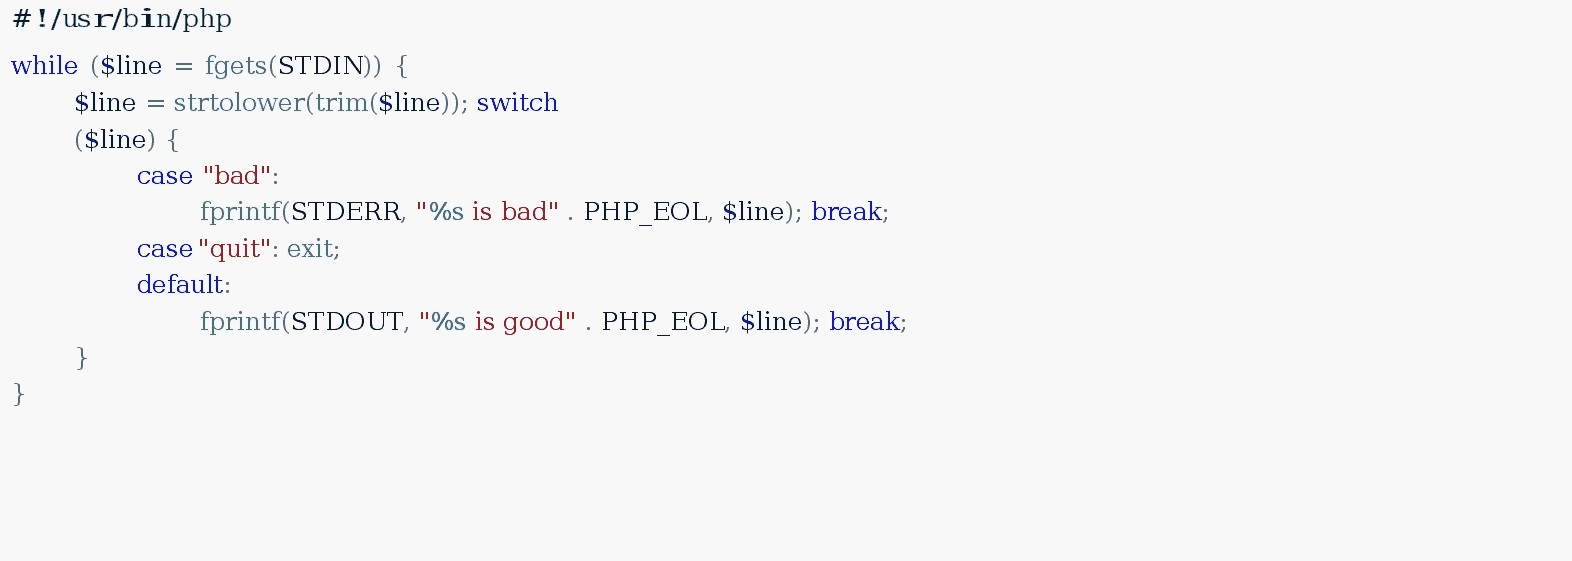 #!/usr/bin/php
while ($line = fgets(STDIN)) {
$line = strtolower(trim($line)); switch
($line) {
case "bad":
fprintf(STDERR, "%s is bad" . PHP_EOL, $line); break;
case "quit": exit;
default:
fprintf(STDOUT, "%s is good" . PHP_EOL, $line); break;
}
}